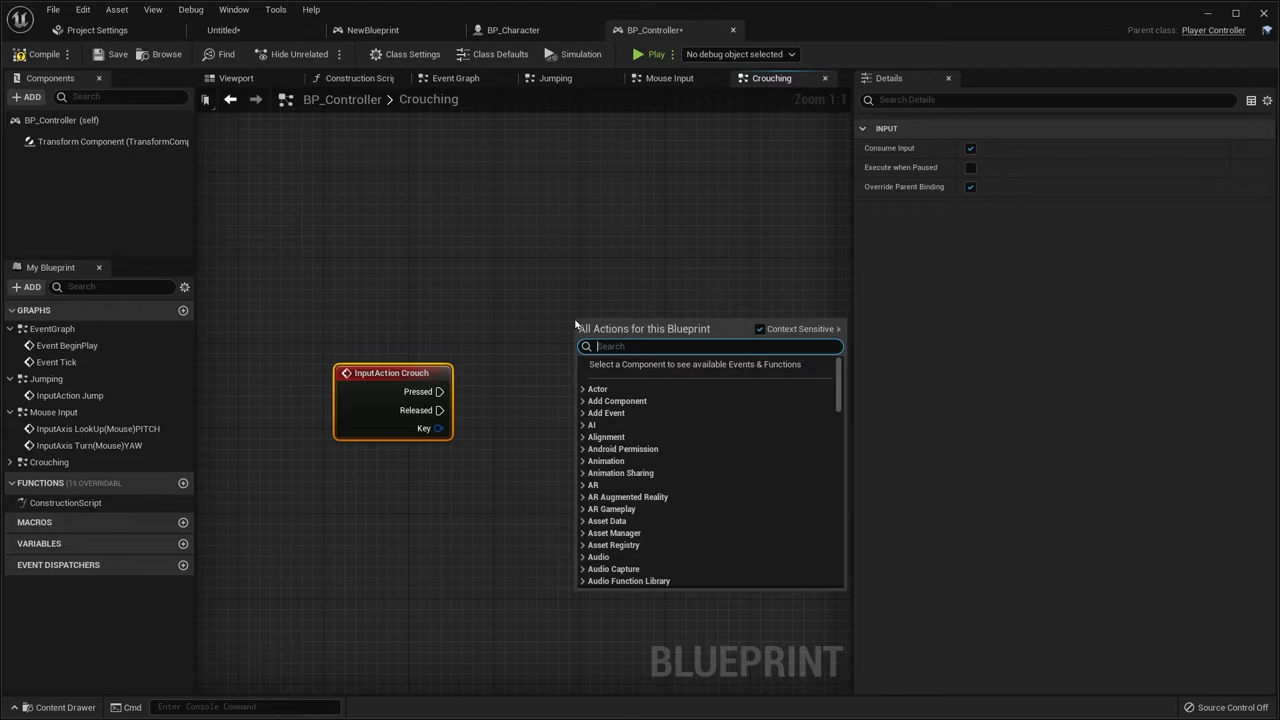 File Edit Asset View Debug Window Tools Help
Project Settings Untitled* NewBlueprint BP_Character BP_Controller* Parent class: Player Controller
Compile Save Browse Find Hide Unrelated Class Settings Class Defaults Simulation Play No debug object selected
Components Viewport Construction Scrij Event Graph Jumping Mouse Input Crouching Details
ADD Search BP_Controller > Crouching Zoom 1:1 Search Details
BP_Controller (self)
Transform Component (TransformComp
INPUT
Consume Input
Execute when Paused
Override Parent Binding
My Blueprint
ADD Search
GRAPHS
EventGraph
Event BeginPlay
Event Tick
Jumping
InputAction Jump
Mouse Input
InputAxis LookUp(Mouse)PITCH
InputAxis Turn(Mouse)YAW
Crouching
FUNCTIONS (19 OVERRIDABL
ConstructionScript
MACROS
VARIABLES
EVENT DISPATCHERS
InputAction Crouch
Pressed
Released
Key
All Actions for this Blueprint Context Sensitive
Search
Select a Component to see available Events & Functions
Actor
Add Component
Add Event
AI
Alignment
Android Permission
Animation
Animation Sharing
AR
AR Augmented Reality
AR Gameplay
Asset Data
Asset Manager
Asset Registry
Audio
Audio Capture
Audio Function Library
BLUEPRINT
Content Drawer Cmd Enter Console Command Source Control Off